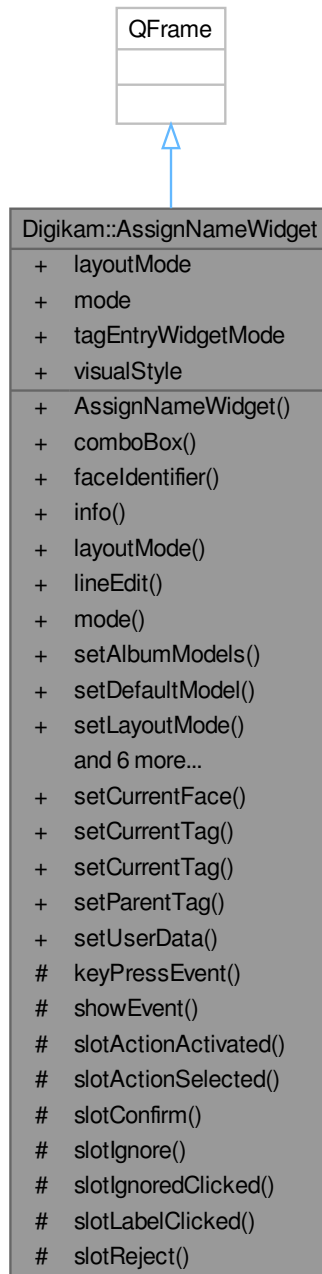 QFrame
Digikam::AssignNameWidget
+ layoutMode
+ mode
+ tagEntryWidgetMode
+ visualStyle
+ AssignNameWidget()
+ comboBox()
+ faceIdentifier()
+ info()
+ layoutMode()
+ lineEdit()
+ mode()
+ setAlbumModels()
+ setDefaultModel()
+ setLayoutMode()
and 6 more...
+ setCurrentFace()
+ setCurrentTag()
+ setCurrentTag()
+ setParentTag()
+ setUserData()
# keyPressEvent()
# showEvent()
# slotActionActivated()
# slotActionSelected()
# slotConfirm()
# slotIgnore()
# slotIgnoredClicked()
# slotLabelClicked()
# slotReject()